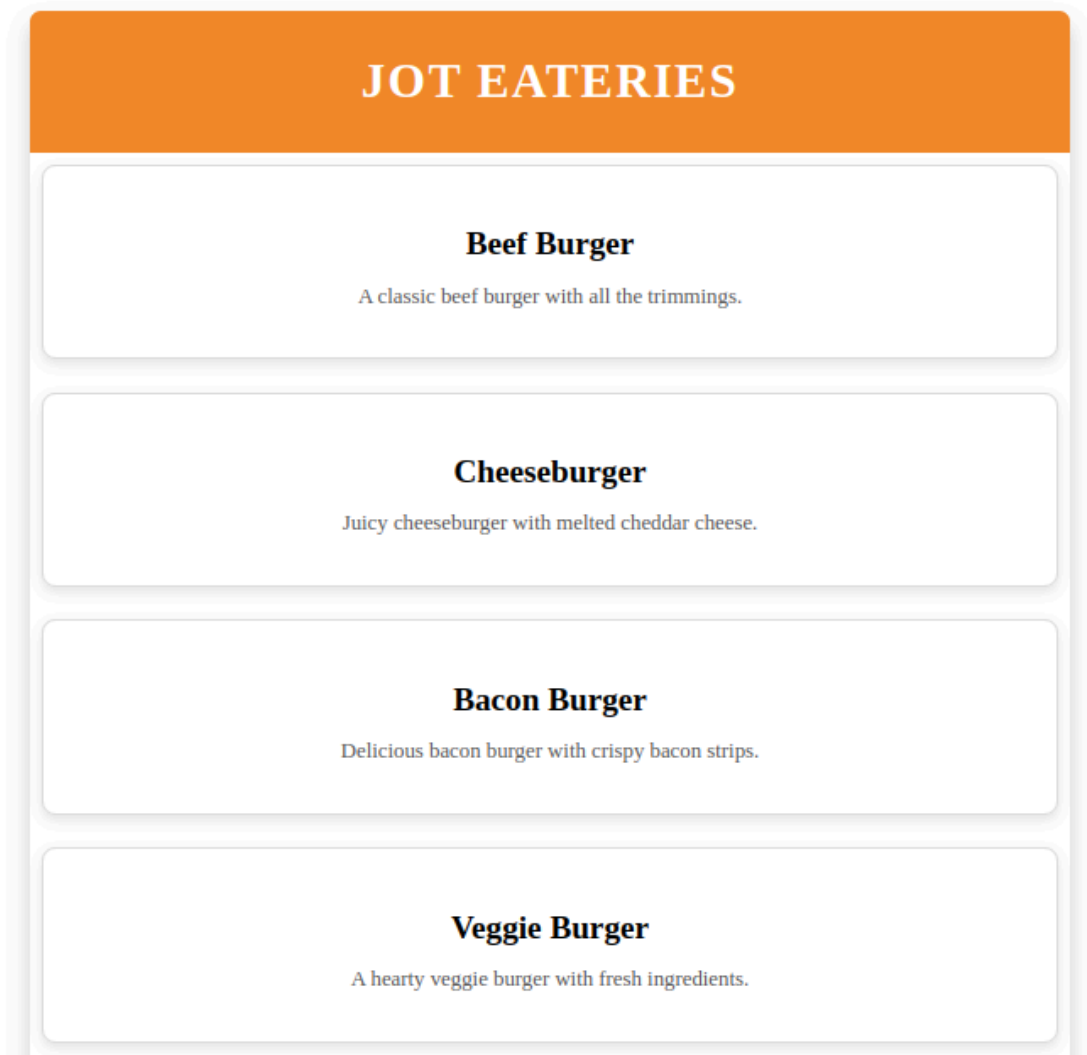 JOT EATERIES
Beef Burger
A classic beef burger with all the trimmings.
Cheeseburger
Juicy cheeseburger with melted cheddar cheese.
Bacon Burger
Delicious bacon burger with crispy bacon strips.
Veggie Burger
A hearty veggie burger with fresh ingredients.